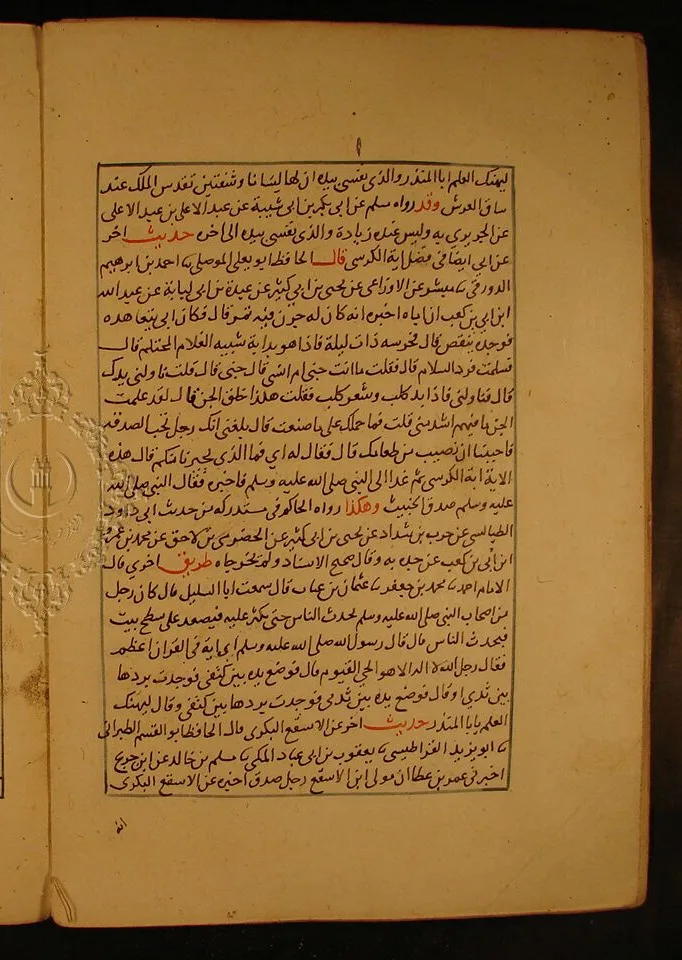 ليهنك العلم ابا المنذر والذي نفسي بيده ان لها لسانا وشفتين تقدس الملك عند
ساق العرش وقد رواه مسلم عن ابي بكر بن ابي شيبة عن عبد الاعلى بن عبد الاعلى
عن الجريري به وليس عنده زيادة والذي نفسي بيده الى اخره حديث اخر
عن ابي ايضا في فضل اية الكرسي قال الحافظ ابو يعلى الموصلي ثنا احمد بن ابرهيم
الدورقي ثنا مبشر عن الاوزاعي عن يحيى بن ابي كثير عن عبدة بن ابي لبابة عن عبد الله
ابن ابي بن كعب ان اباه اخبره انه كان له جرن فيه تمر قال فكان ابي يتعاهده
فوجده ينقص قال فحرسه ذات ليلة فاذا هو بداية شبيه الغلام المحتلم قال
فسلمت فرد السلام قال فقلت ما انت جني ام انسي قال جني قال قلت ناولني يدك
قال فناولني فاذا يد كلب وشعر كلب فقلت هذا خلق الجن قال لقد علمت
الجن ما فيهم اشد مني قلت فما حملك على ما صنعت قال بلغني انك رجل تحب الصدقة
فاحببنا ان نصيب من طعامك قال فقال له ابي فما الذي يجيرنا منكم قال هذه
الاية اية الكرسي ثم غدا الى النبي صلى الله عليه وسلم فاخبره فقال النبي صلى الله
عليه وسلم صدق الخبيث وهكذا رواه الحاكم في مستدركه من حديث ابي داود
الطيالسي عن حرب بن شداد عن يحيى بن ابي كثير عن الحضرمي بن لاحق عن محمد بن عمرو
ابن ابي بن كعب عن جده به وقال صحيح الاسناد ولم يخرجاه طريق اخرى قال
الامام احمد ثنا محمد بن جعفر ثنا عثمان بن عتاب قال سمعت ابا السليل قال كان رجل
من اصحاب النبي صلى الله عليه وسلم يحدث الناس حتى يكثر عليه فيصعد على سطح بيت
فيحدث الناس قال قال رسول الله صلى الله عليه وسلم اي اية في القران اعظم
فقال رجل الله لا اله الا هو الحي القيوم قال فوضع يده بين كتفي فوجدت بردها
بين ثديي او قال فوضع يده بين ثديي فوجدت بردها بين كتفي وقال ليهنك
العلم يا ابا المنذر حديث اخر عن الاسقع البكري قال الحافظ ابو القسم الطبراني
ثنا ابو يزيد القراطيسي ثنا يعقوب بن ابي عباد المكي ثنا مسلم بن خالد عن ابن جريج
اخبرني عمر بن عطا ان مولى ابن الاسقع رجل صدق اخبره عن الاسقع البكري